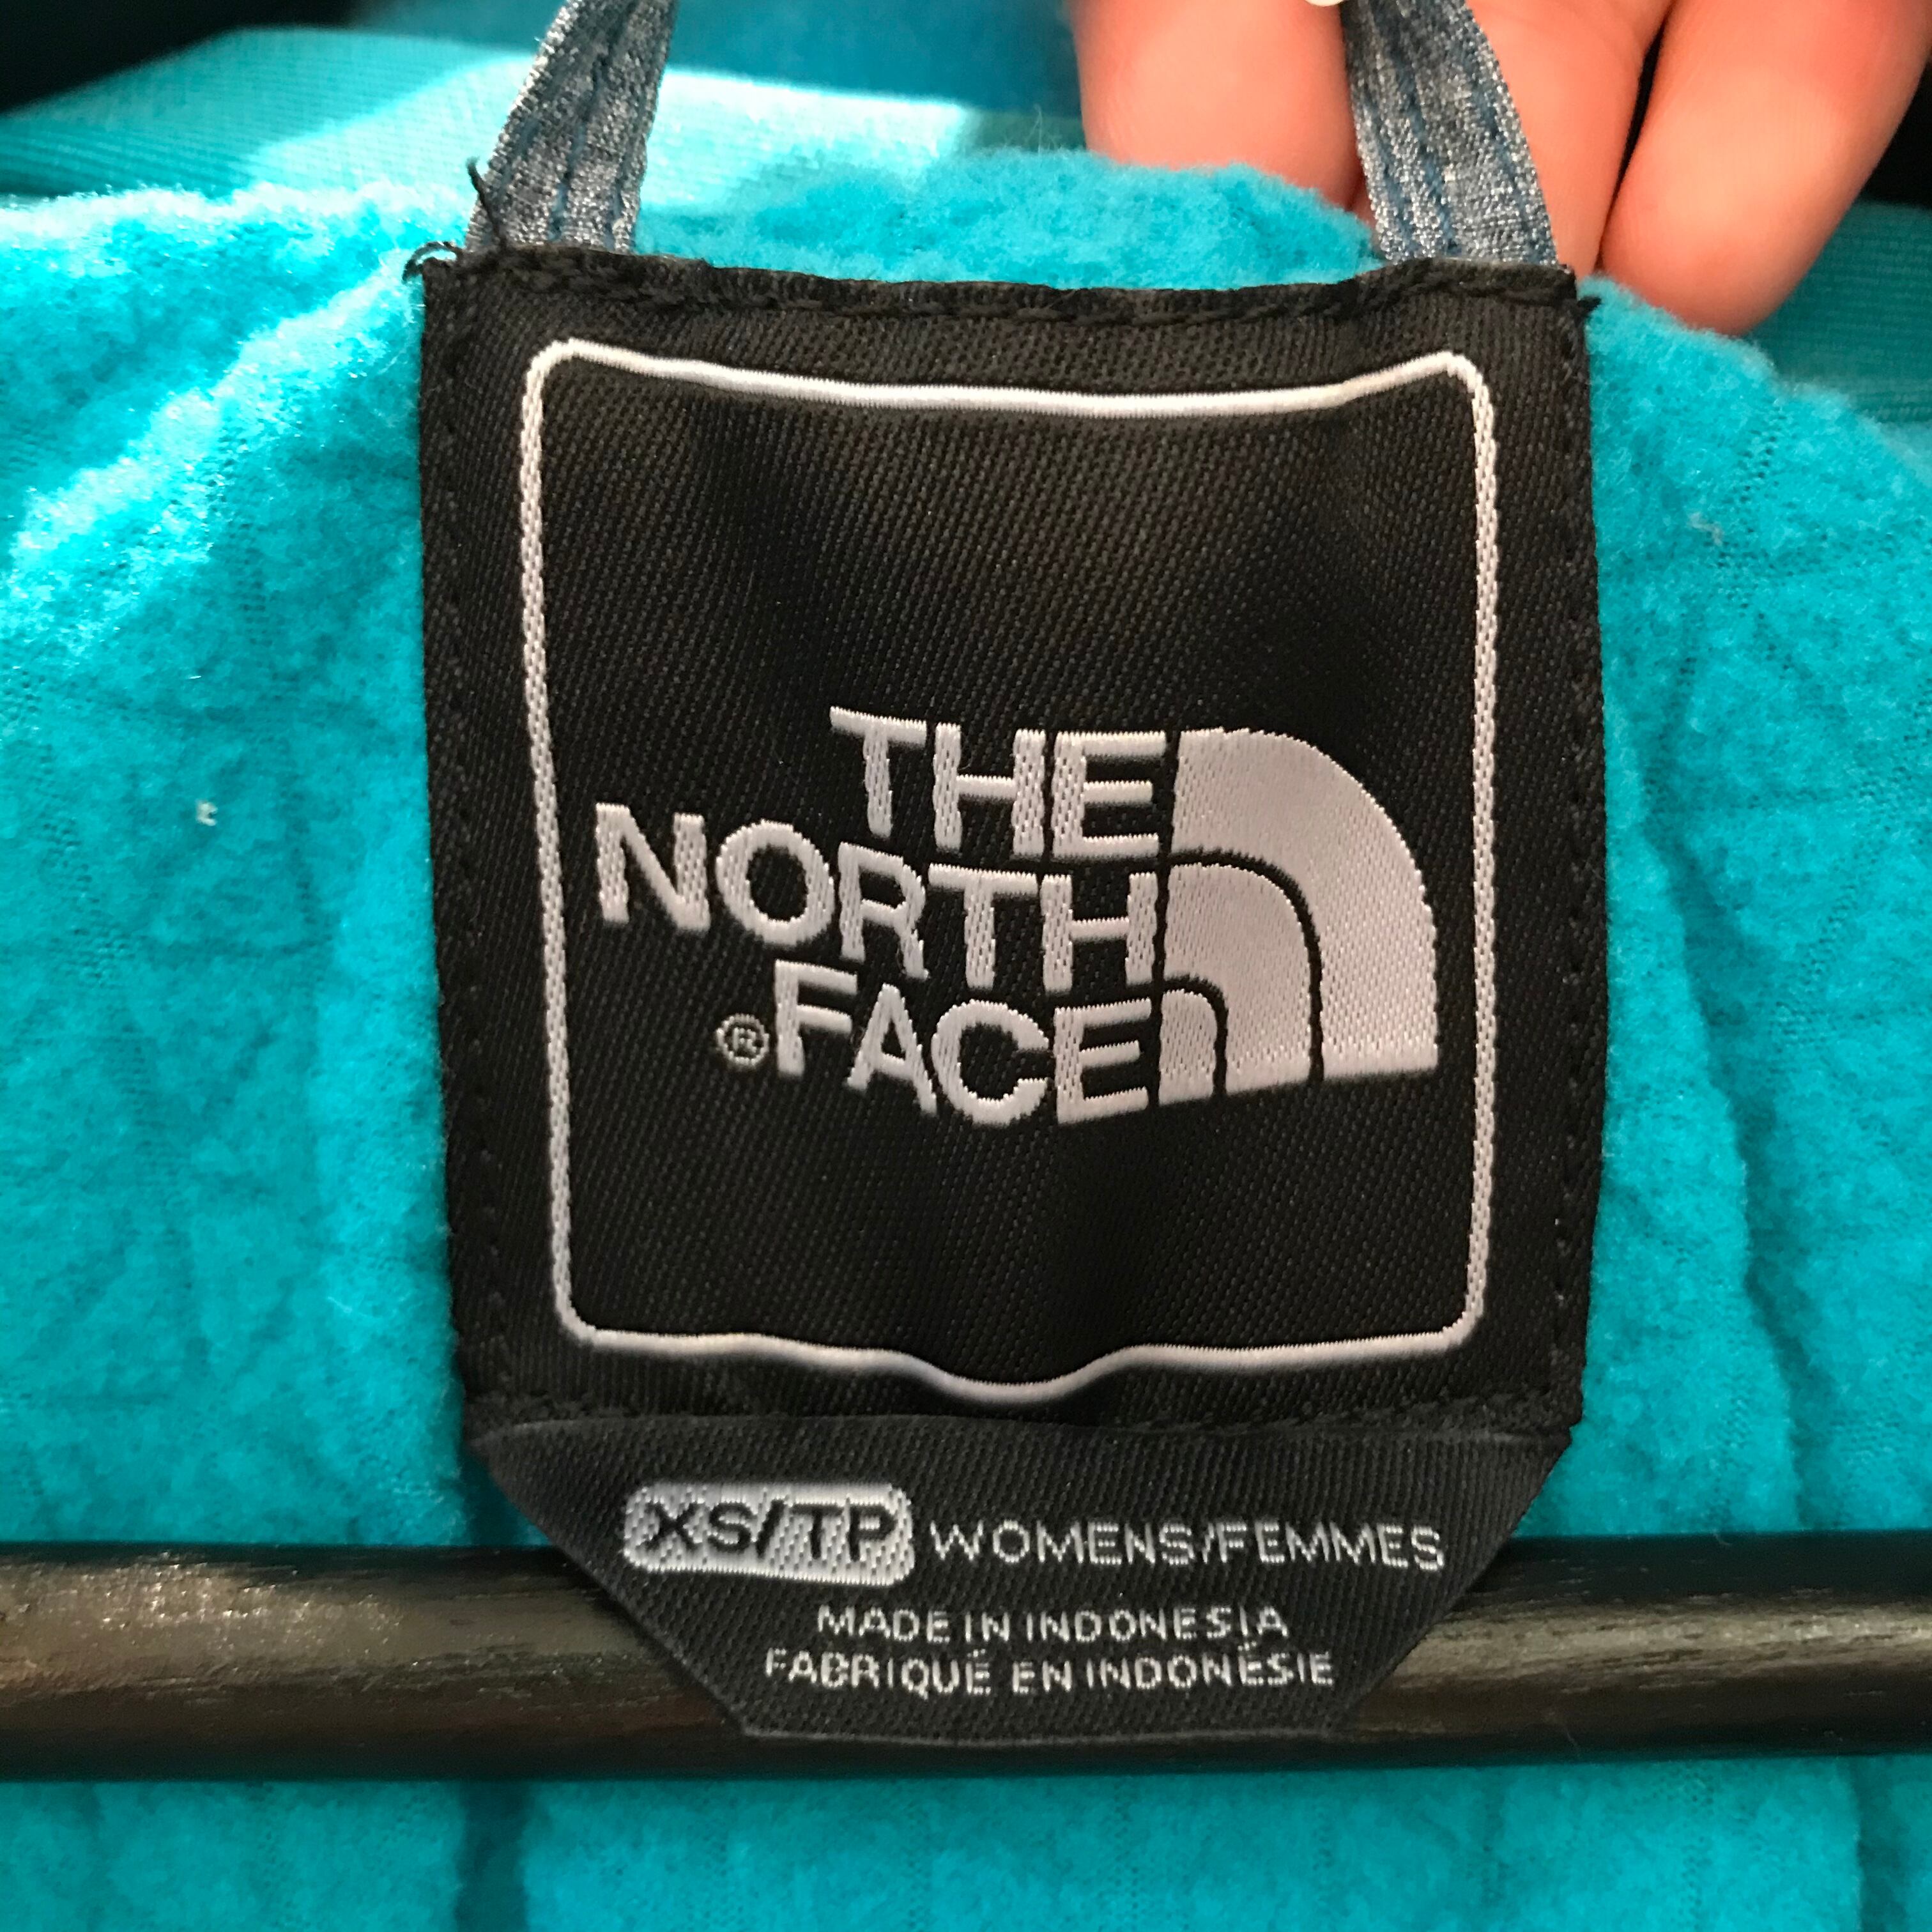 THE
NORTH
®FACE
XS/TP WOMENS/FEMMES
MADE IN INDONESIA
FABRIQUÉ EN INDONÉSIE